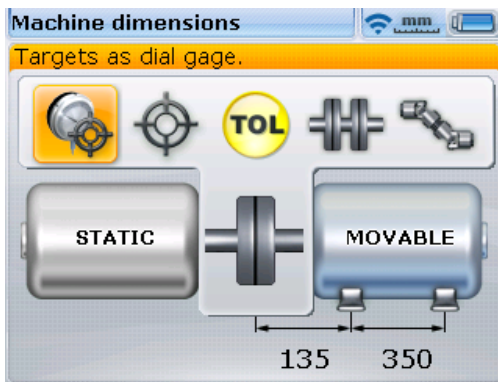 Machine dimensions mm
Targets as dial gage.
TOL
STATIC MOVABLE
135 350